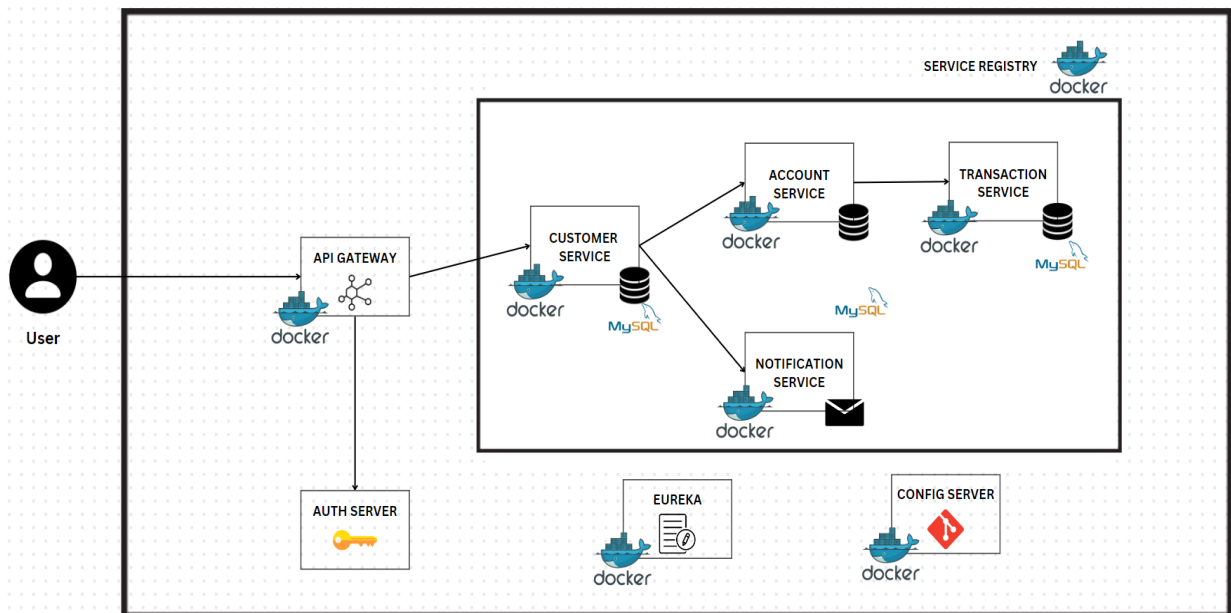 SERVICE REGISTRY
docker
ACCOUNT
SERVICE
docker
TRANSACTION
SERVICE
docker
MySQL
CUSTOMER
SERVICE
docker
MySQL
API GATEWAY
docker
User
MySQL
NOTIFICATION
SERVICE
docker
AUTH SERVER
EUREKA
docker
CONFIG SERVER
docker